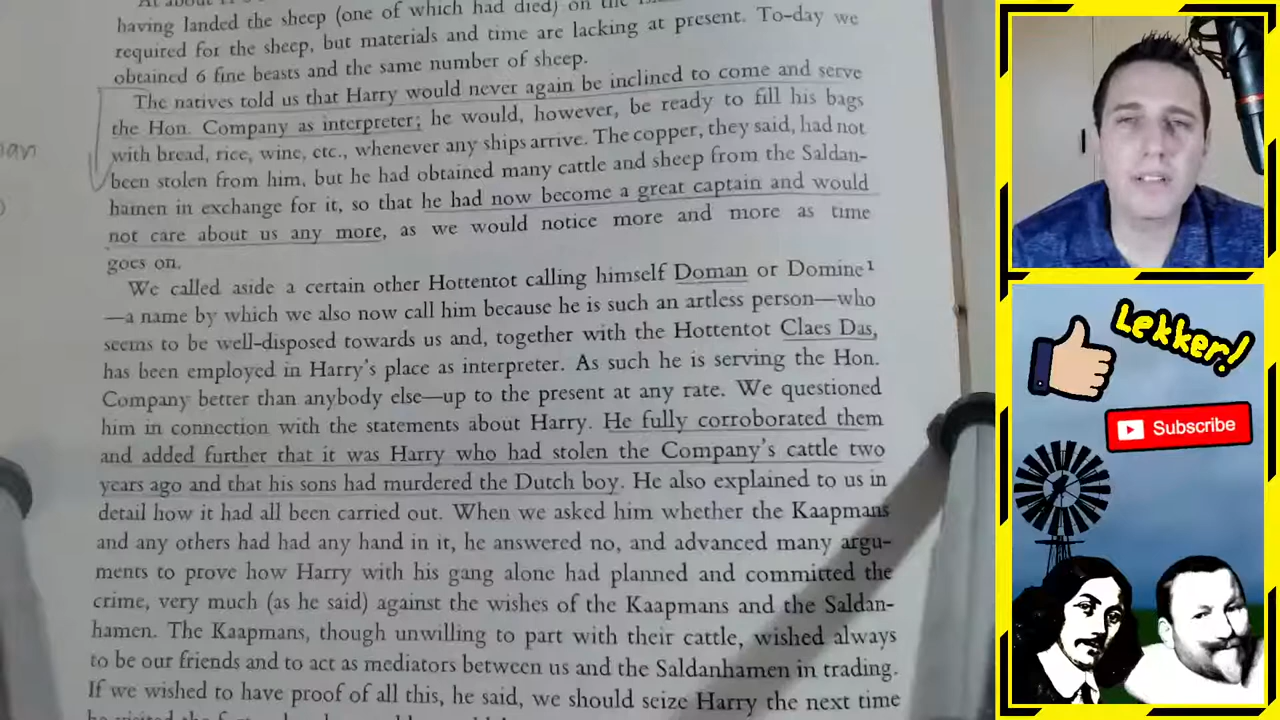 having landed the sheep (one of which had died) on the
required for the sheep, but materials and time are lacking at present. To-day we
obtained 6 fine beasts and the same number of sheep.
The natives told us that Harry would never again be inclined to come and serve
the Hon. Company as interpreter; he would, however, be ready to fill his bags
with bread, rice, wine, etc., whenever any ships arrive. The copper, they said, had not
been stolen from him, but he had obtained many cattle and sheep from the Saldan-
hamen in exchange for it, so that he had now become a great captain and would
not care about us any more, as we would notice more and more as time
goes on.
We called aside a certain other Hottentot calling himself Doman or Domine¹
—a name by which we also now call him because he is such an artless person—who
seems to be well-disposed towards us and, together with the Hottentot Claes Das,
has been employed in Harry's place as interpreter. As such he is serving the Hon.
Company better than anybody else—up to the present at any rate. We questioned
him in connection with the statements about Harry. He fully corroborated them
and added further that it was Harry who had stolen the Company's cattle two
years ago and that his sons had murdered the Dutch boy. He also explained to us in
detail how it had all been carried out. When we asked him whether the Kaapmans
and any others had had any hand in it, he answered no, and advanced many argu-
ments to prove how Harry with his gang alone had planned and committed the
crime, very much (as he said) against the wishes of the Kaapmans and the Saldan-
hamen. The Kaapmans, though unwilling to part with their cattle, wished always
to be our friends and to act as mediators between us and the Saldanhamen in trading.
If we wished to have proof of all this, he said, we should seize Harry the next time
Lekker!
Subscribe